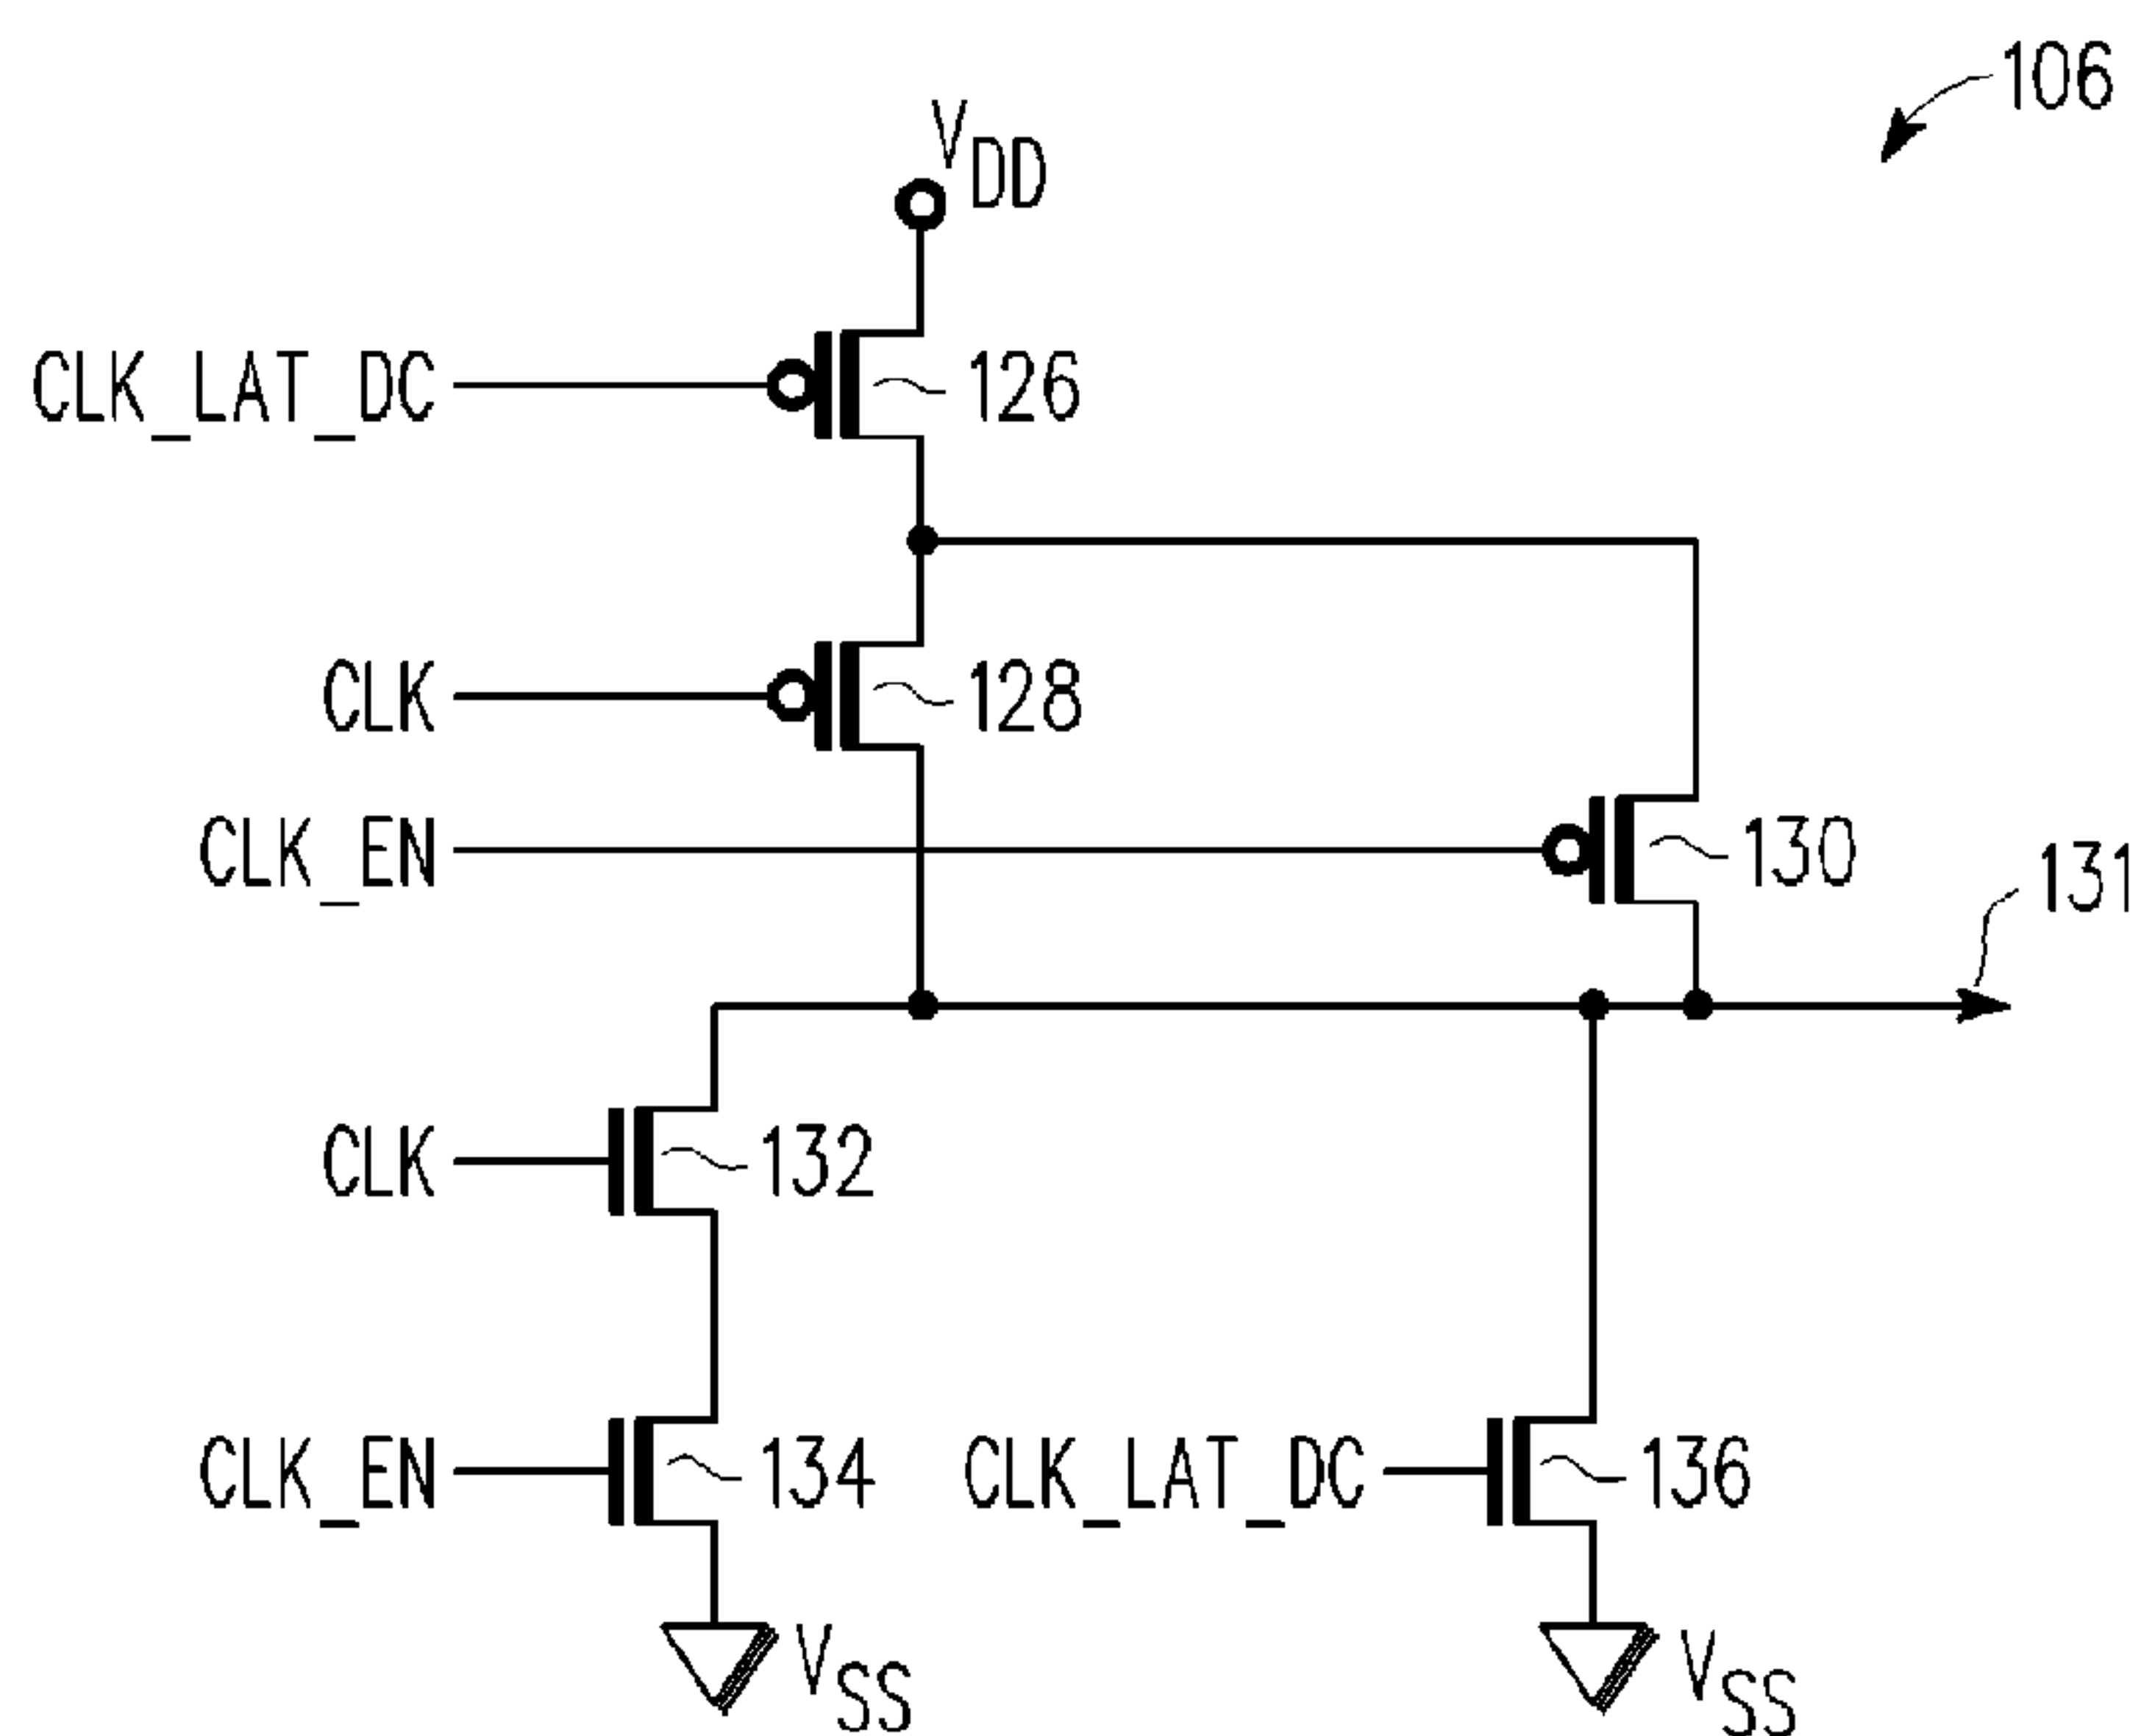 106
VDD
CLK_LAT_DC
126
CLK
128
CLK_EN
130
131
CLK
132
CLK_EN
134
CLK_LAT_DC
136
VSS
VSS